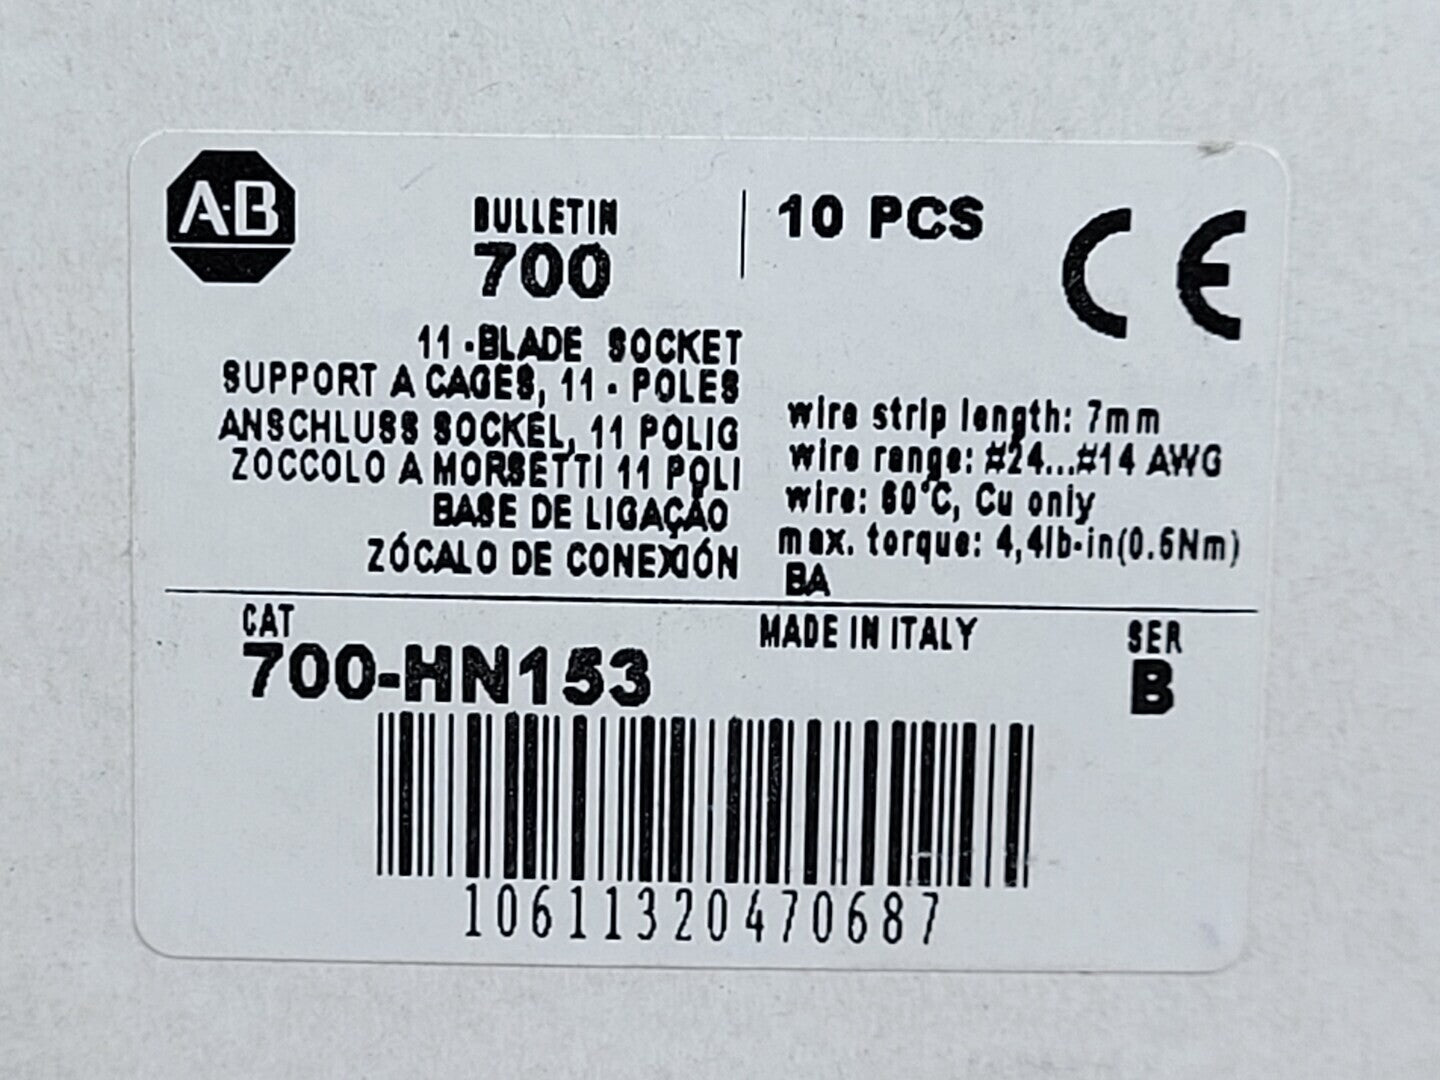 A-B
BULLETIN
700
10 PCS
CE
11-BLADE SOCKET
SUPPORT A CAGES, 11 - POLES
ANSCHLUSS SOCKEL, 11 POLIG
ZOCCOLO A MORSETTI 11 POLI
BASE DE LIGAÇÃO
ZÓCALO DE CONEXIÓN
wire strip length: 7mm
wire range: #24...#14 AWG
wire: 60°C, Cu only
max. torque: 4,4lb-in(0.5Nm)
BA
CAT
700-HN153
MADE IN ITALY
SER
B
10611320470687